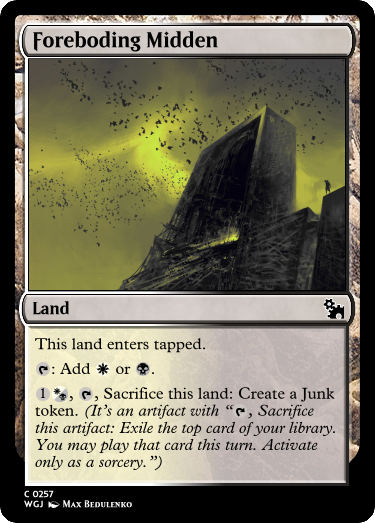 Foreboding Midden
Land
This land enters tapped.
: Add or .
1 , , Sacrifice this land: Create a Junk
token. (It's an artifact with “, Sacrifice
this artifact: Exile the top card of your library.
You may play that card this turn. Activate
only as a sorcery.”)
C 0257
WGJ Max Bedulenko